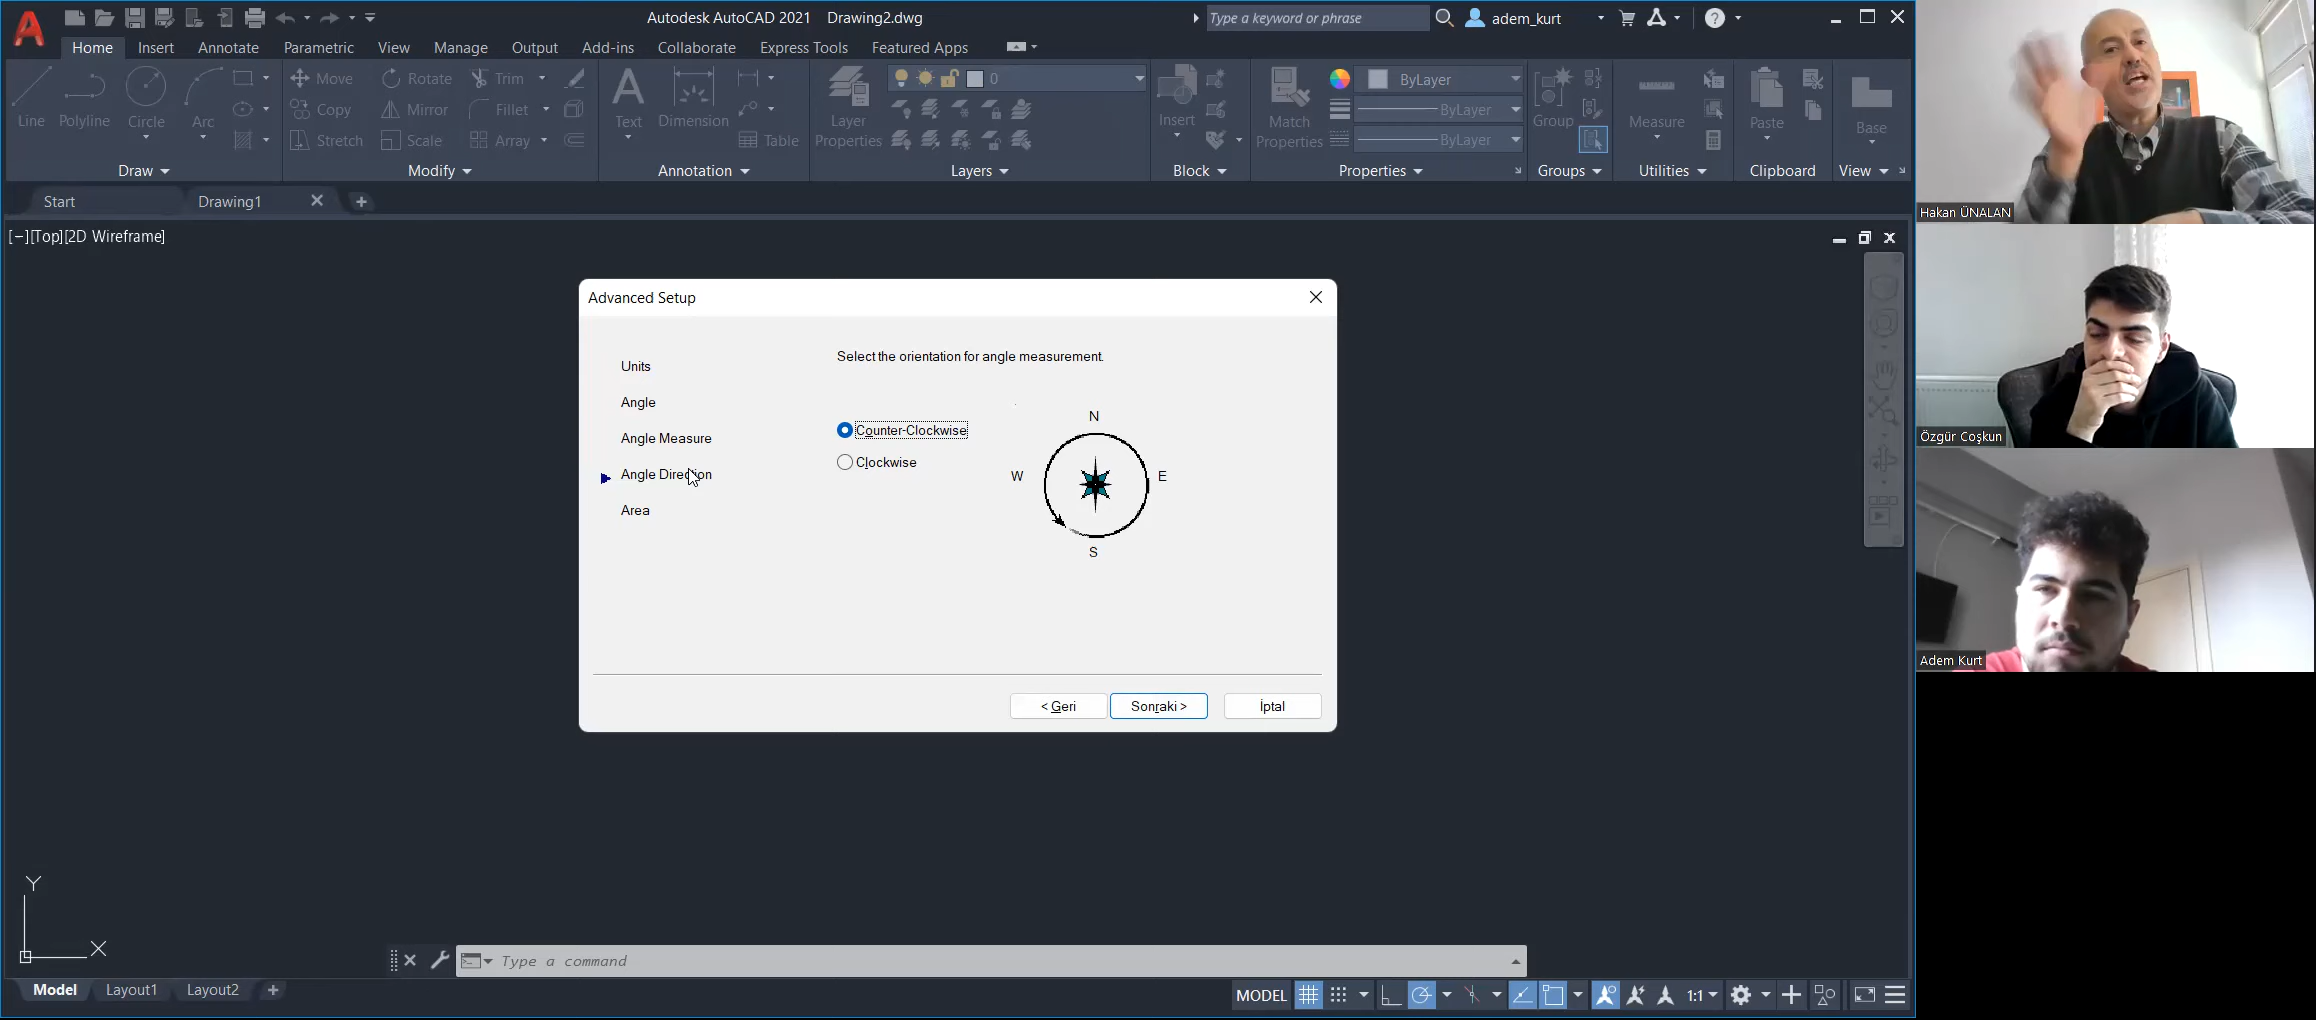 Autodesk AutoCAD 2021 Drawing2.dwg
Type a keyword or phrase
adem_kurt
Home Insert Annotate Parametric View Manage Output Add-ins Collaborate Express Tools Featured Apps
Line
Polyline
Circle
Arc
Draw
Move
Rotate
Trim
Copy
Mirror
Fillet
Stretch
Scale
Array
Modify
Text
Dimension
Table
Annotation
Layer
Properties
0
Layers
Insert
Block
Match
Properties
ByLayer
ByLayer
ByLayer
Properties
Group
Groups
Measure
Utilities
Paste
Clipboard
Base
View
Start
Drawing1
[−][Top][2D Wireframe]
Advanced Setup
Units
Angle
Angle Measure
Angle Direction
Area
Select the orientation for angle measurement.
Counter-Clockwise
Clockwise
N
W
E
S
< Geri
Sonraki >
İptal
Y
X
Type a command
Model
Layout1
Layout2
MODEL
1:1
Hakan ÜNALAN
Özgür Coşkun
Adem Kurt